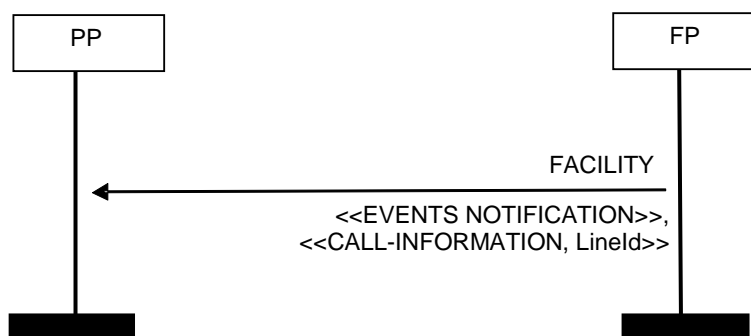 PP
FP
FACILITY
<<EVENTS NOTIFICATION>>,
<<CALL-INFORMATION, LineId>>